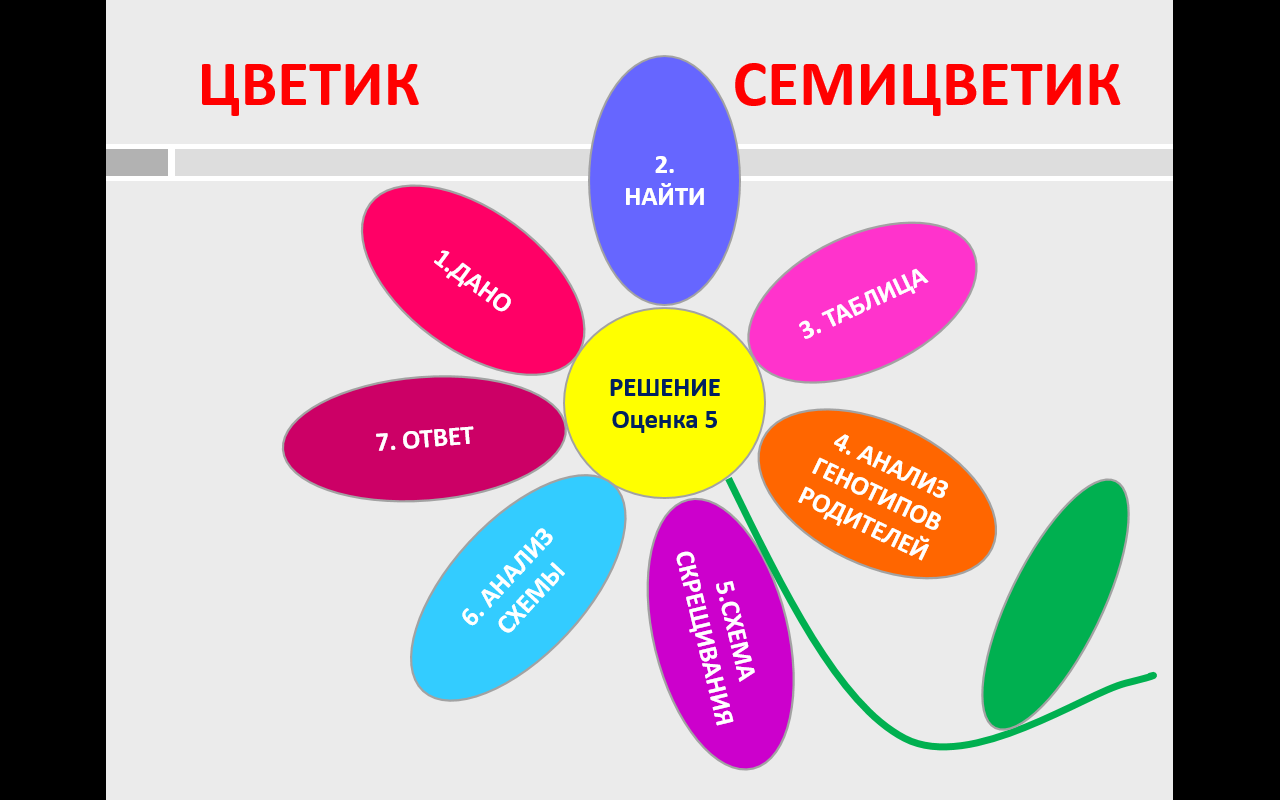 ЦВЕТИК
СЕМИЦВЕТИК
1.ДАНО
2.
НАЙТИ
3. ТАБЛИЦА
4. АНАЛИЗ
ГЕНОТИПОВ
РОДИТЕЛЕЙ
5.СХЕМА
СКРЕЩИВАНИЯ
6. АНАЛИЗ
СХЕМЫ
7. ОТВЕТ
РЕШЕНИЕ
Оценка 5